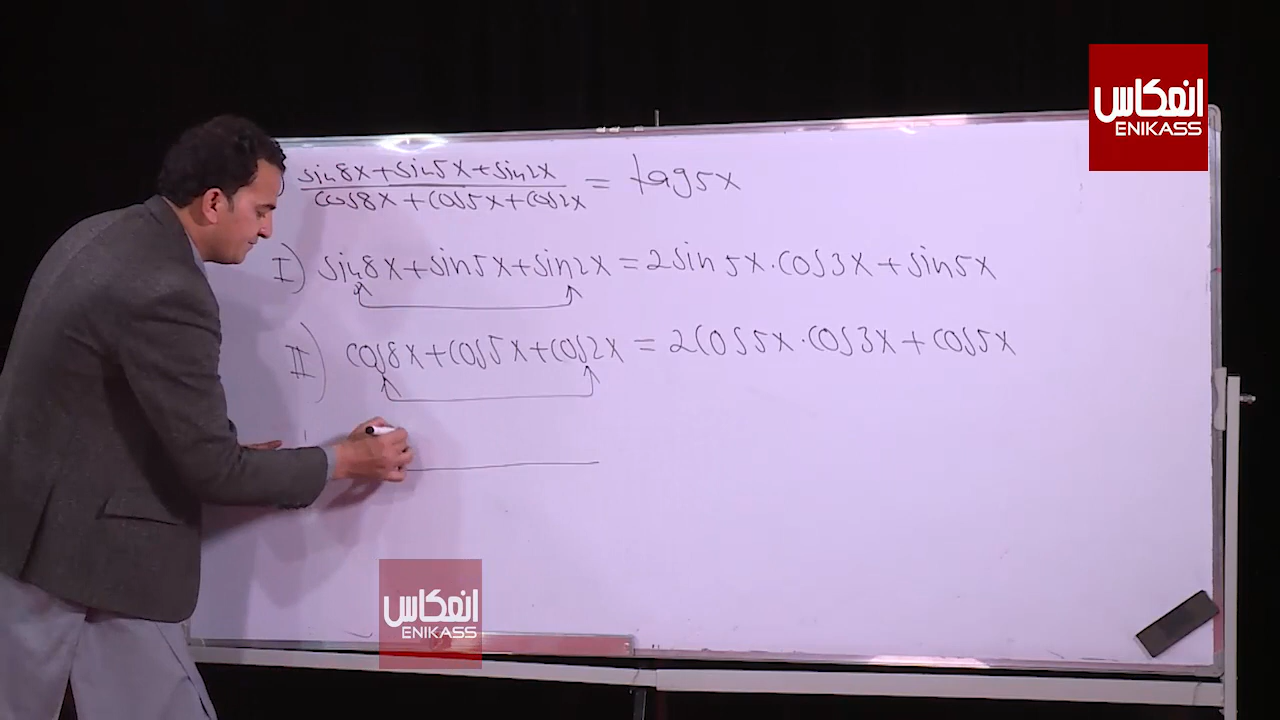 انعکاس
ENIKASS
sin8x+sin5x+sin2x / cos8x+cos5x+cos2x = tag5x
I) sin8x+sin5x+sin2x=2sin5x·cos3x+sin5x
II) cos8x+cos5x+cos2x=2cos5x·cos3x+cos5x
انعکاس
ENIKASS